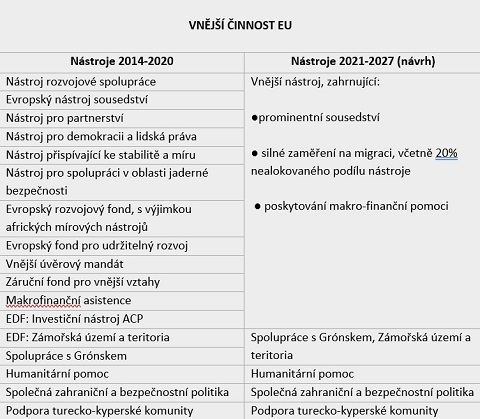 VNĚJŠÍ ČINNOST EU
Nástroje 2014-2020
Nástroje 2021-2027 (návrh)
Nástroj rozvojové spolupráce
Evropský nástroj sousedství
Nástroj pro partnerství
Nástroj pro demokracii a lidská práva
Nástroj přispívající ke stabilitě a míru
Nástroj pro spolupráci v oblasti jaderné
bezpečnosti
Evropský rozvojový fond, s výjimkou
afrických mírových nástrojů
Evropský fond pro udržitelný rozvoj
Vnější úvěrový mandát
Záruční fond pro vnější vztahy
Makrofinanční asistence
EDF: Investiční nástroj ACP
Vnější nástroj, zahrnující:
●prominentní sousedství
● silné zaměření na migraci, včetně 20%
nealokovaného podílu nástroje
● poskytování makro-finanční pomoci
EDF: Zámořská území a teritoria
Spolupráce s Grónskem
Spolupráce s Grónskem, Zámořská území a
teritoria
Humanitární pomoc
Humanitární pomoc
Společná zahraniční a bezpečnostní politika
Společná zahraniční a bezpečnostní politika
Podpora turecko-kyperské komunity
Podpora turecko-kyperské komunity